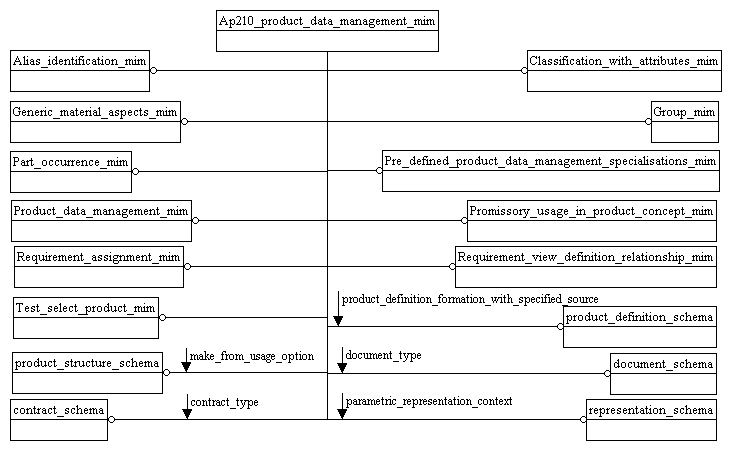 Ap210_product_data_management_mim
Alias_identification_mim
Classification_with_attributes_mim
Generic_material_aspects_mim
Group_mim
Part_occurrence_mim
Pre_defined_product_data_management_specialisations_mim
Product_data_management_mim
Promissory_usage_in_product_concept_mim
Requirement_assignment_mim
Requirement_view_definition_relationship_mim
Test_select_product_mim
product_definition_formation_with_specified_source
product_definition_schema
product_structure_schema
make_from_usage_option
document_type
document_schema
contract_schema
contract_type
parametric_representation_context
representation_schema